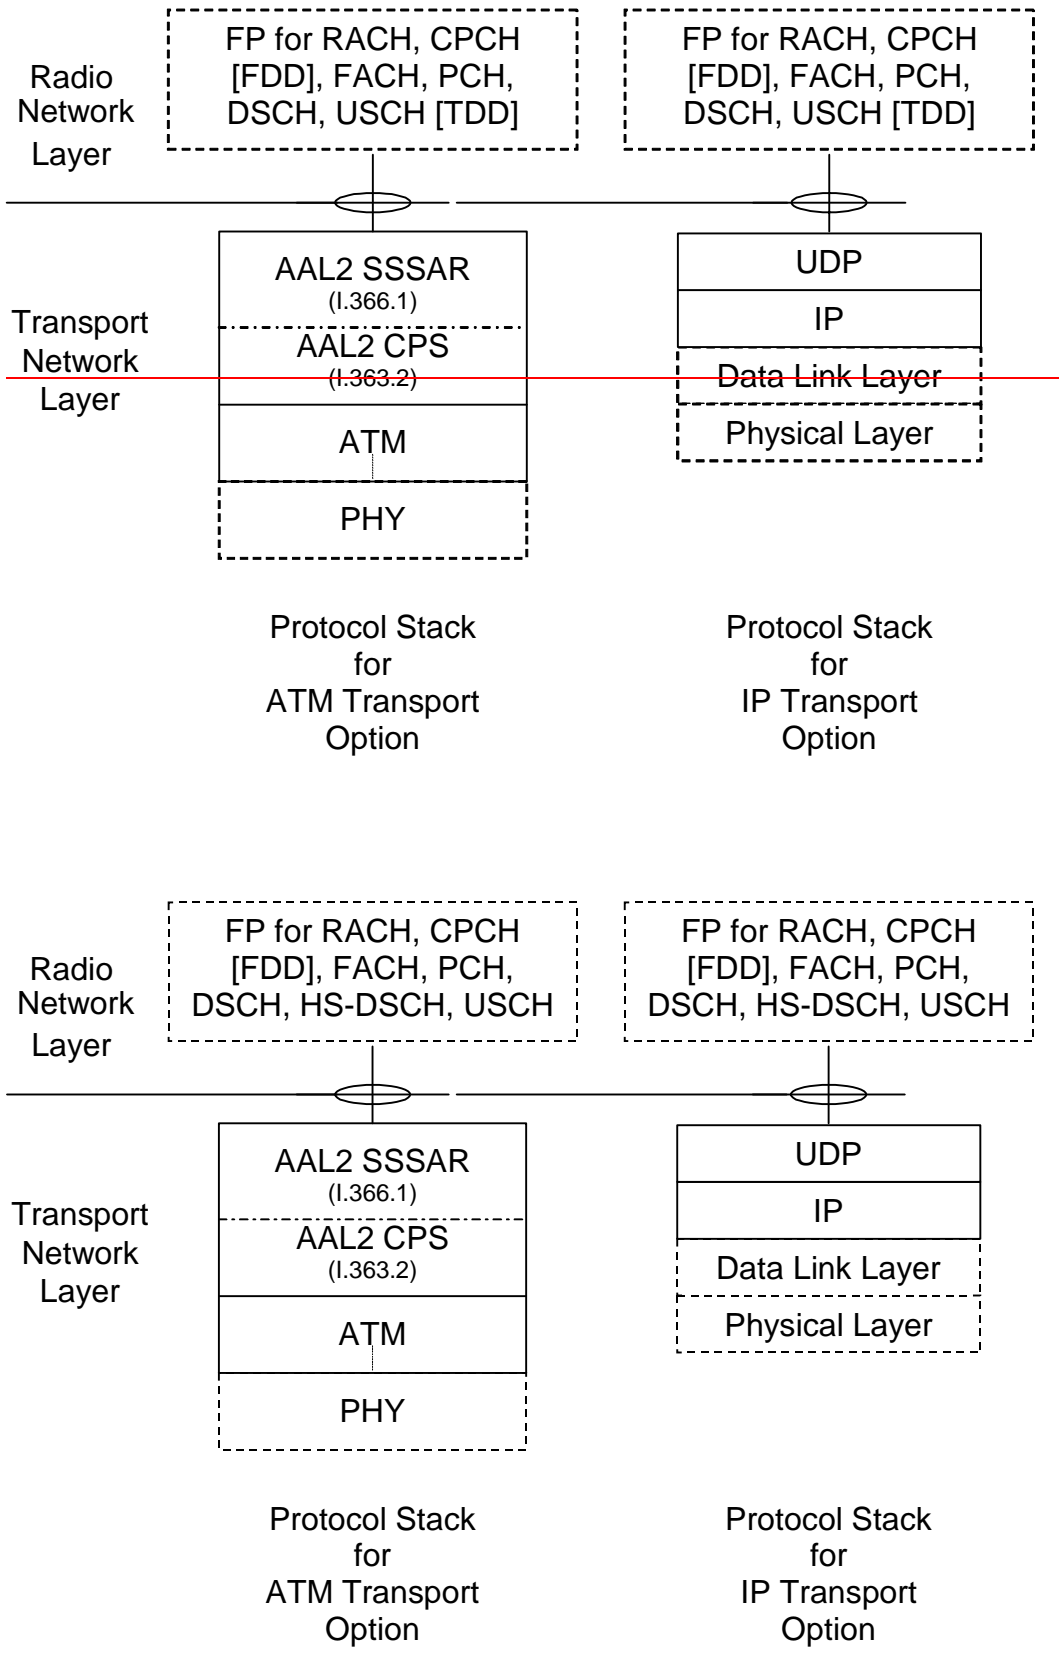 FP for RACH, CPCH
[FDD], FACH, PCH,
DSCH, USCH [TDD]
FP for RACH, CPCH
[FDD], FACH, PCH,
DSCH, USCH [TDD]
Radio
Network
Layer
AAL2 SSSAR
(I.366.1)
AAL2 CPS
(I.363.2)
ATM
PHY
UDP
IP
Data Link Layer
Physical Layer
Transport
Network
Layer
Protocol Stack
for
ATM Transport
Option
Protocol Stack
for
IP Transport
Option
FP for RACH, CPCH
[FDD], FACH, PCH,
DSCH, HS-DSCH, USCH
FP for RACH, CPCH
[FDD], FACH, PCH,
DSCH, HS-DSCH, USCH
Radio
Network
Layer
AAL2 SSSAR
(I.366.1)
AAL2 CPS
(I.363.2)
ATM
PHY
UDP
IP
Data Link Layer
Physical Layer
Transport
Network
Layer
Protocol Stack
for
ATM Transport
Option
Protocol Stack
for
IP Transport
Option